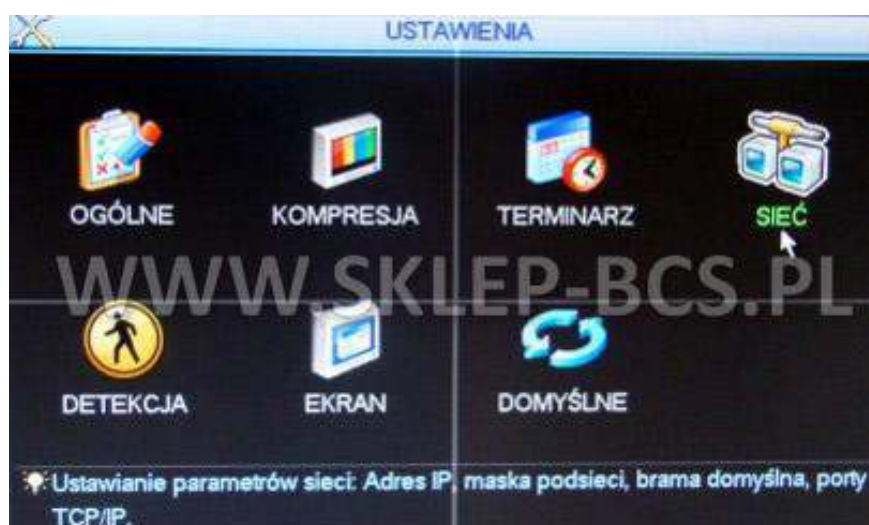 USTAWIENIA
OGÓLNE KOMPRESJA TERMINARZ SIEĆ
WWW.SKLEP-BCS.PL
DETEKCJA EKRAN DOMYŚLNE
Ustawianie parametrów sieci: Adres IP, maska podsieci, brama domyślna, porty
TCP/IP.